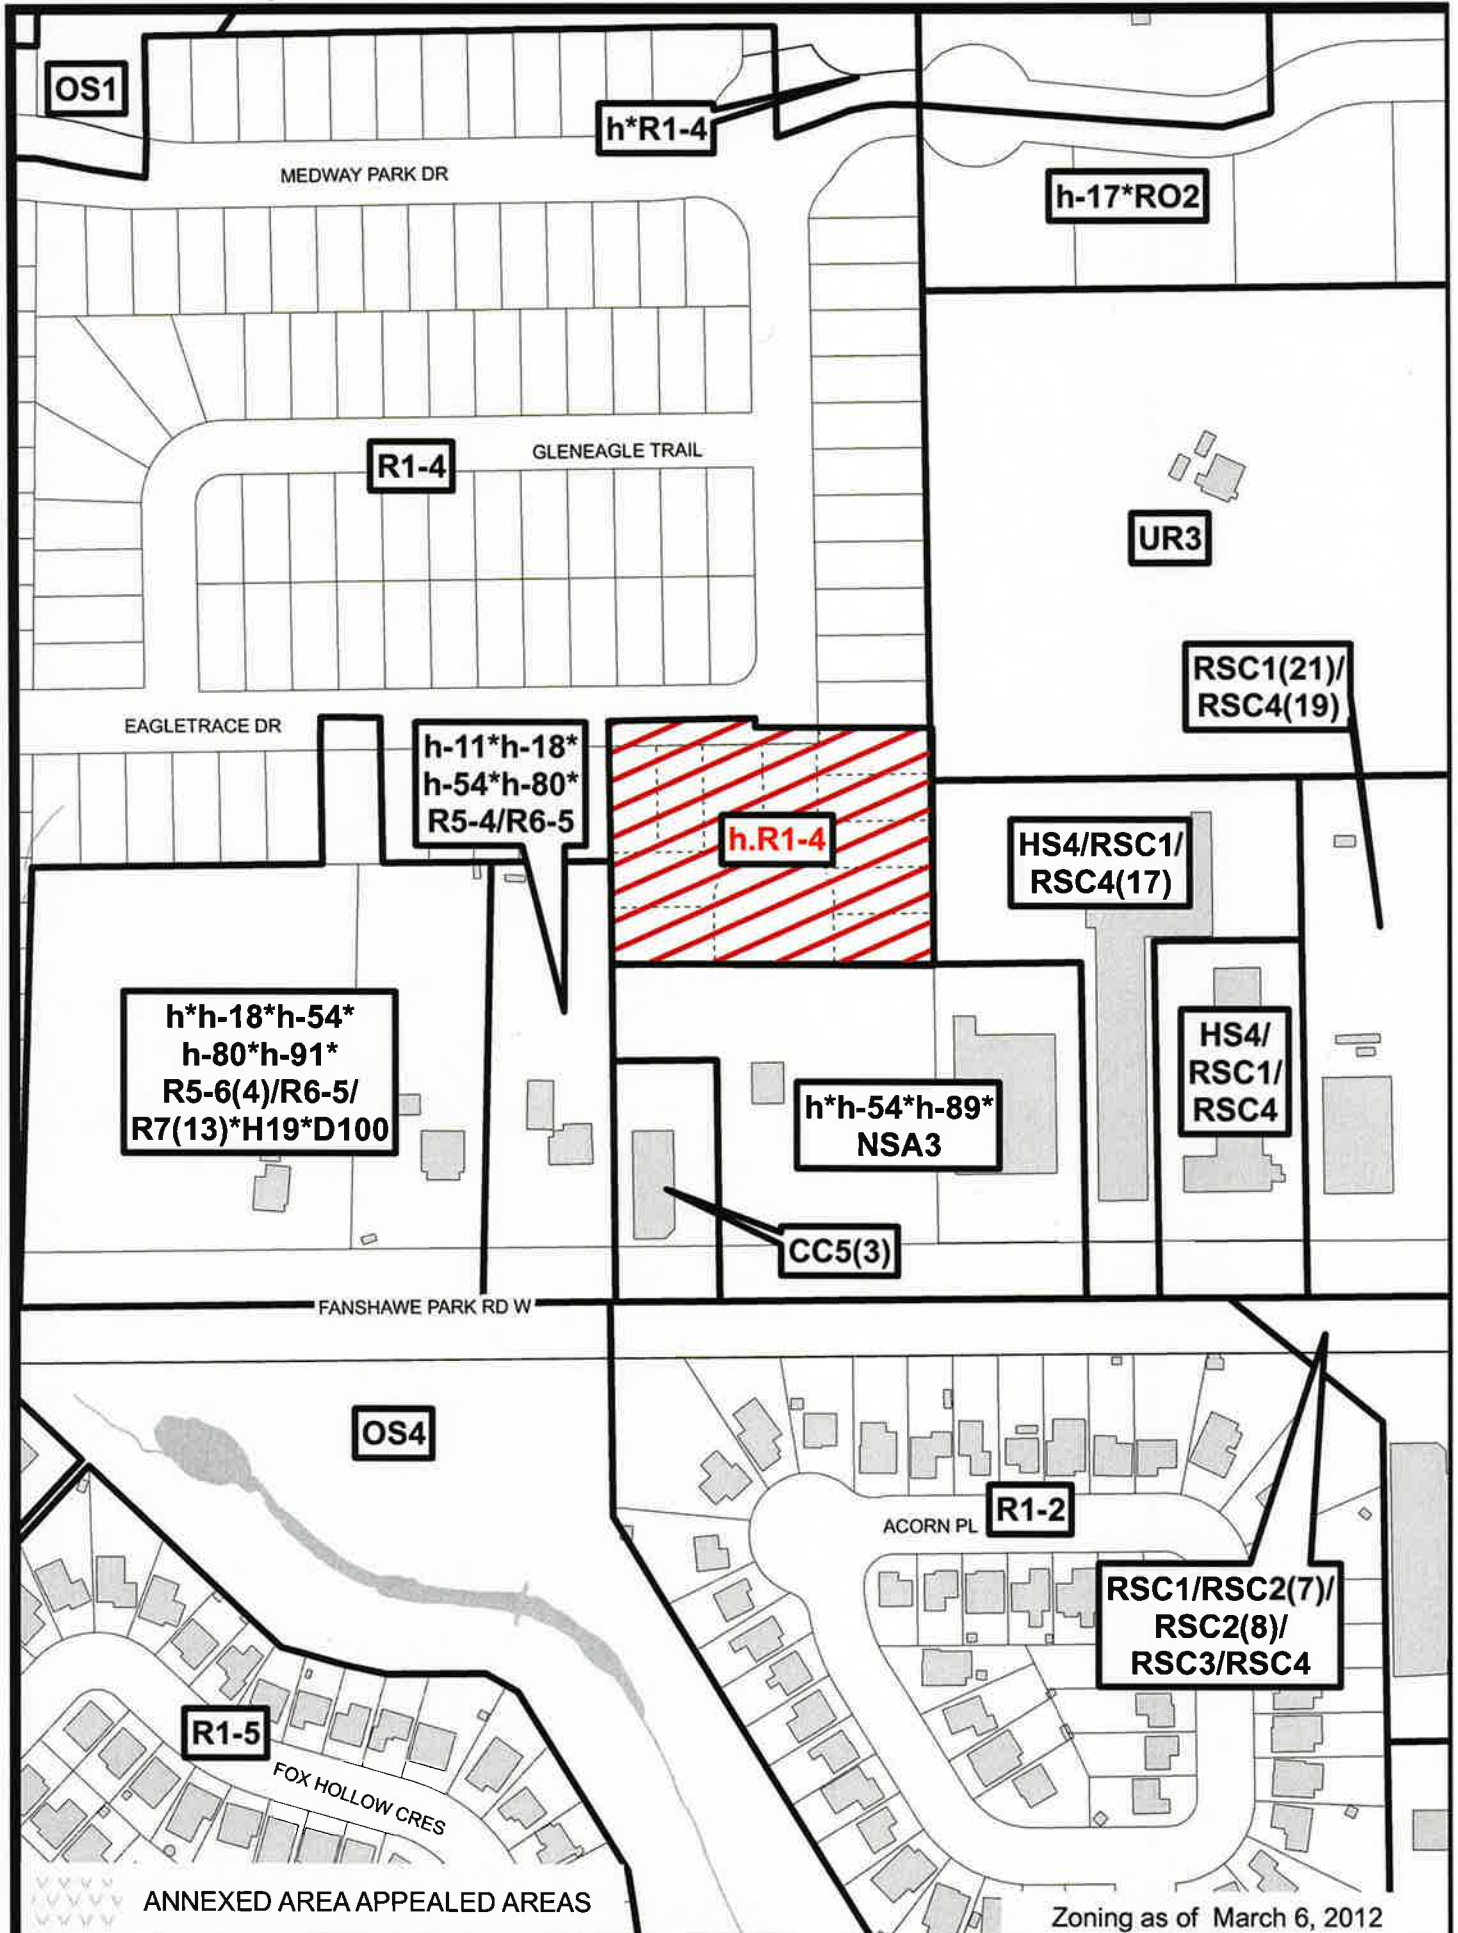 OS1
h*R1-4
MEDWAY PARK DR
h-17*RO2
R1-4
GLENEAGLE TRAIL
UR3
RSC1(21)/
RSC4(19)
EAGLETRACE DR
h-11*h-18*
h-54*h-80*
R5-4/R6-5
h.R1-4
HS4/RSC1/
RSC4(17)
h*h-18*h-54*
h-80*h-91*
R5-6(4)/R6-5/
R7(13)*H19*D100
HS4/
RSC1/
RSC4
h*h-54*h-89*
NSA3
CC5(3)
FANSHAWE PARK RD W
OS4
R1-2
ACORN PL
RSC1/RSC2(7)/
RSC2(8)/
RSC3/RSC4
R1-5
FOX HOLLOW CRES
ANNEXED AREA APPEALED AREAS
Zoning as of March 6, 2012